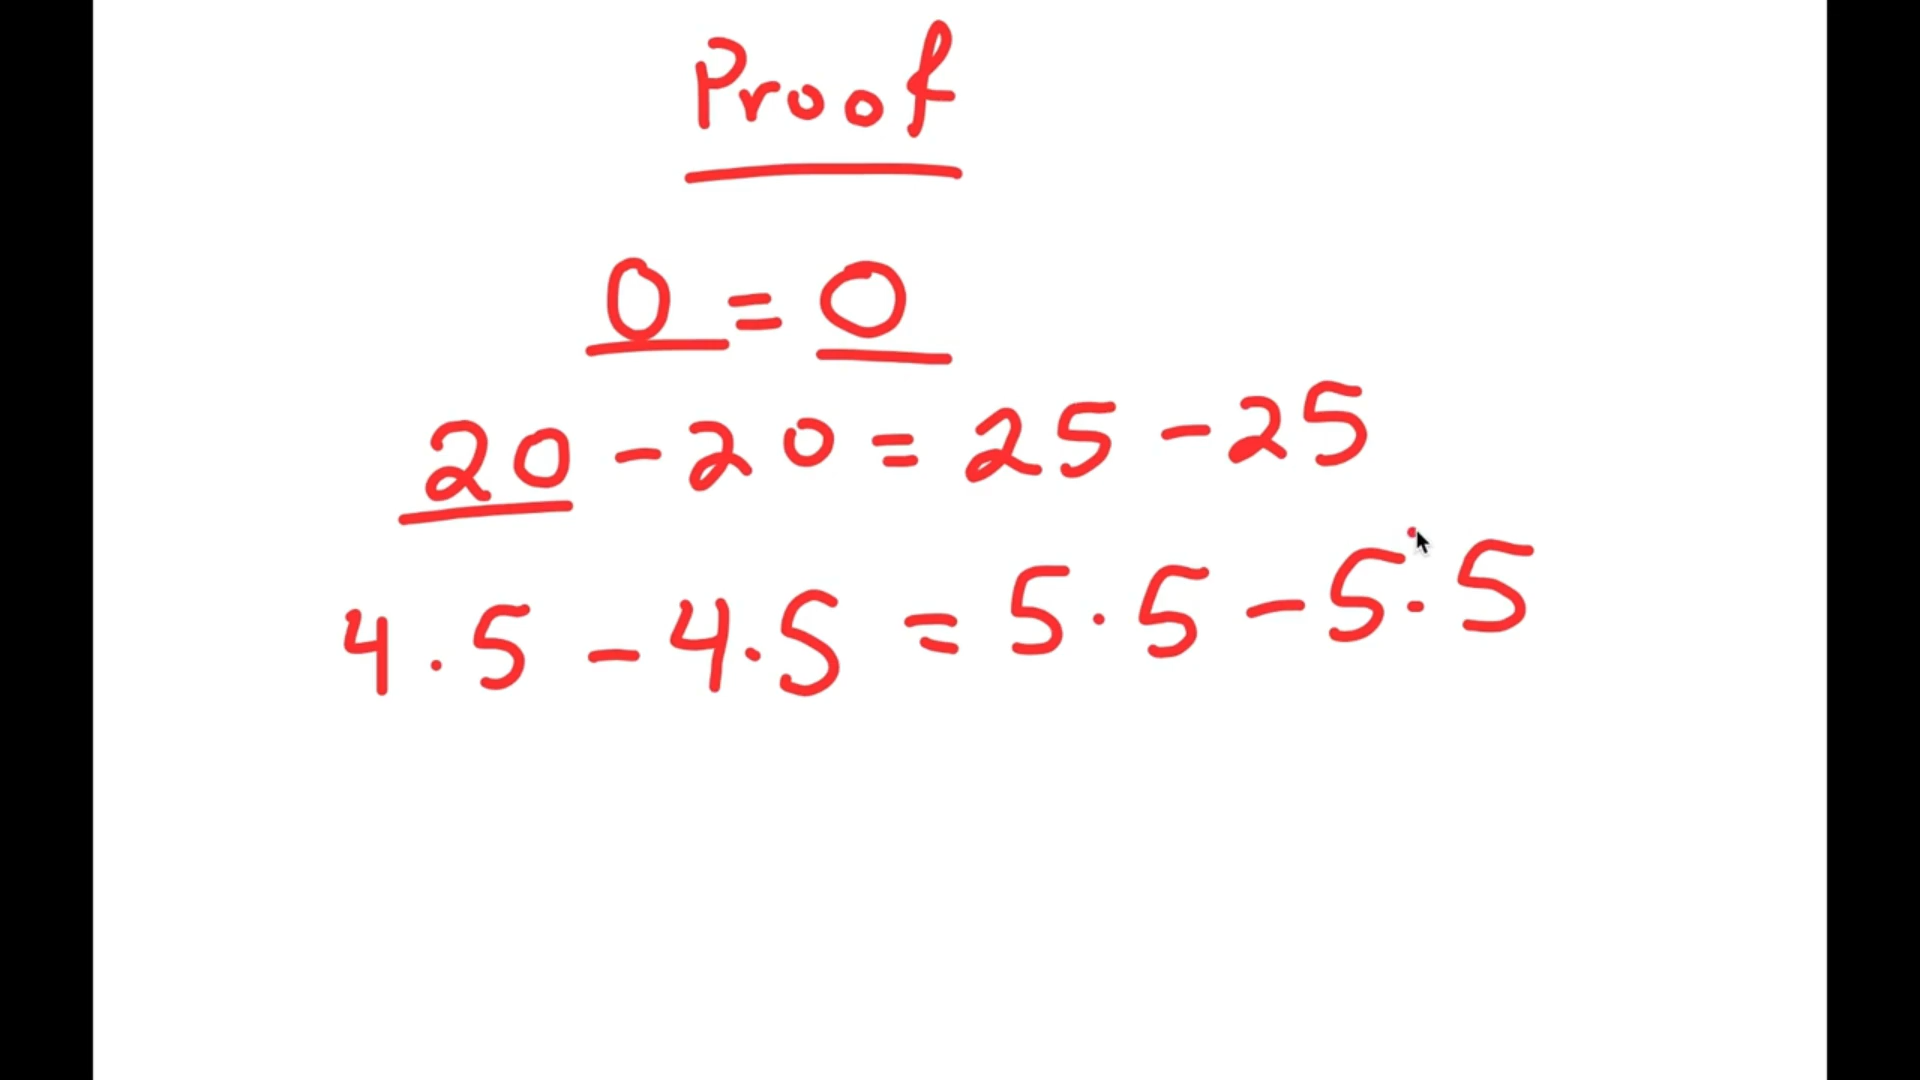 Proof
0 = 0
20 - 20 = 25 - 25
4 . 5 - 4 . 5 = 5 . 5 - 5 . 5